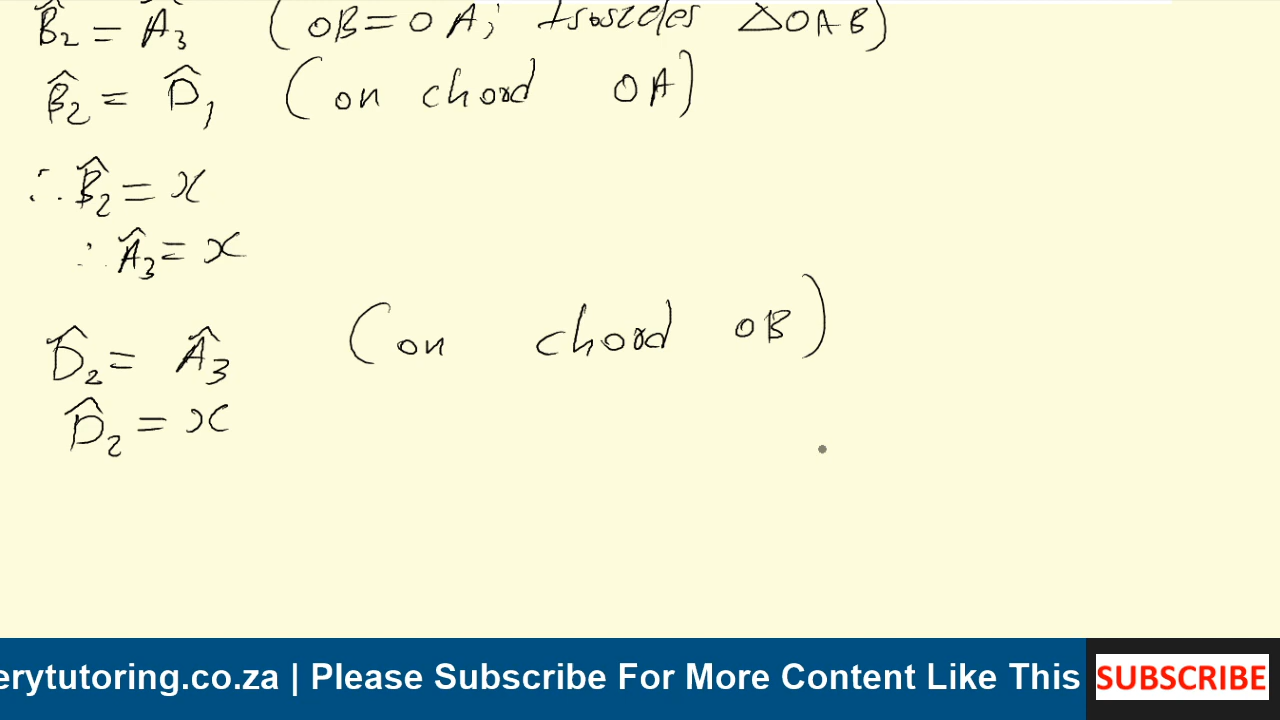 B̂₂ = Â₃ (OB = OA; Isosceles △OAB)
B̂₂ = D̂₁ (on chord OA)
∴ B̂₂ = x
∴ Â₃ = x
D̂₂ = Â₃ (on chord OB)
D̂₂ = x
erytutoring.co.za | Please Subscribe For More Content Like This
SUBSCRIBE